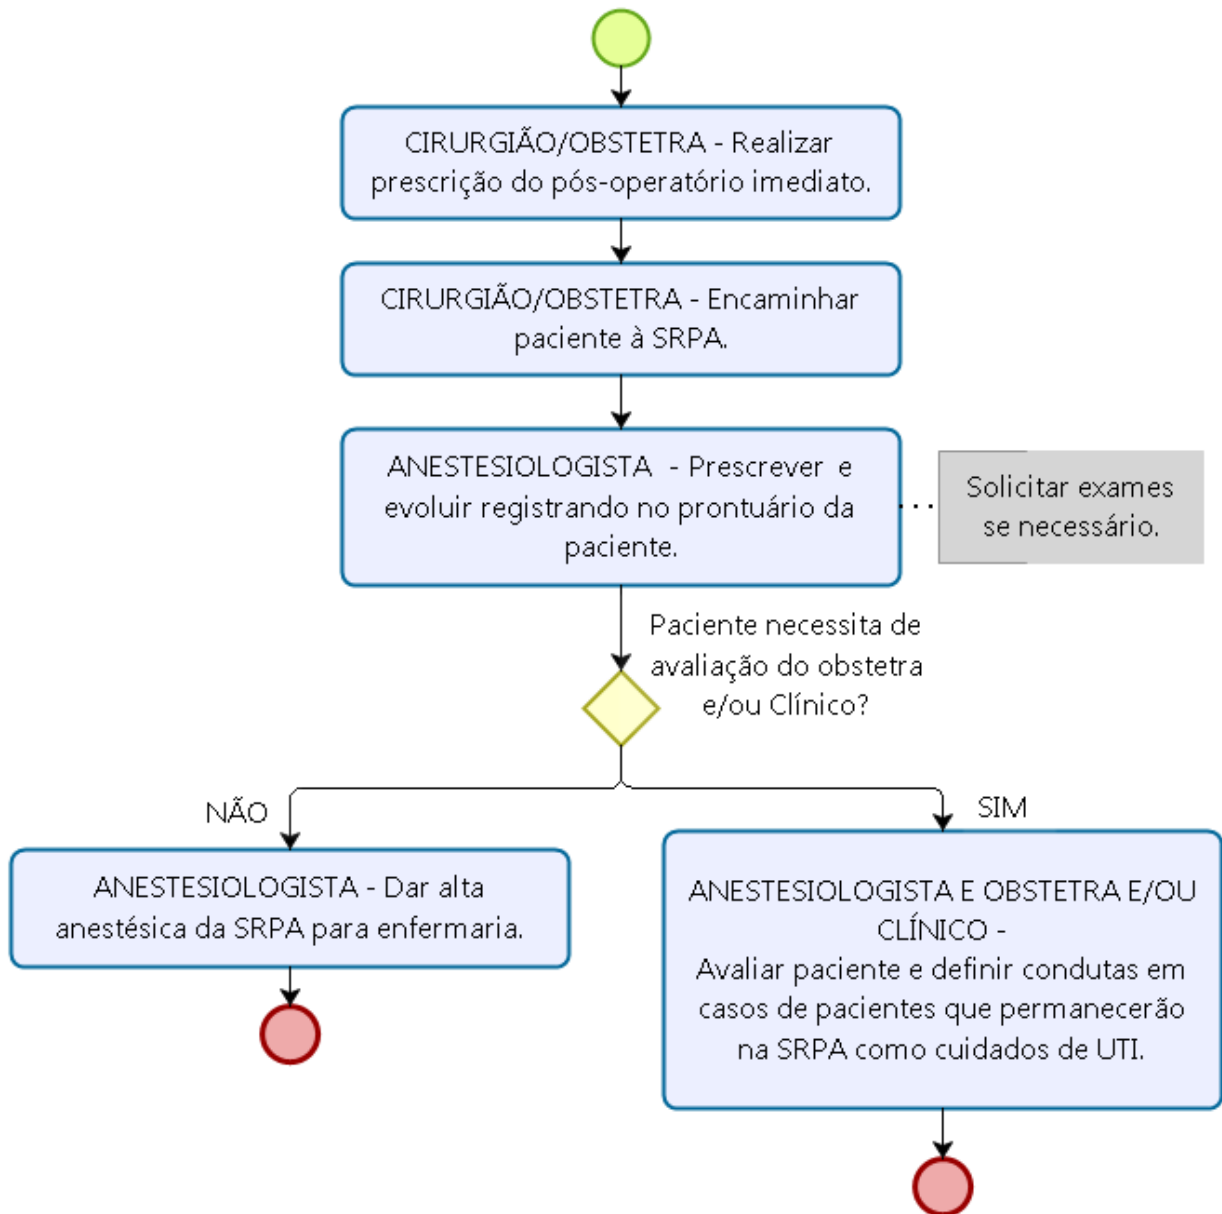 CIRURGIÃO/OBSTETRA - Realizar
prescrição do pós-operatório imediato.
CIRURGIÃO/OBSTETRA - Encaminhar
paciente à SRPA.
ANESTESIOLOGISTA - Prescrever e
evoluir registrando no prontuário da
paciente.
Solicitar exames
se necessário.
Paciente necessita de
avaliação do obstetra
e/ou Clínico?
NÃO
SIM
ANESTESIOLOGISTA - Dar alta
anestésica da SRPA para enfermaria.
ANESTESIOLOGISTA E OBSTETRA E/OU
CLÍNICO -
Avaliar paciente e definir condutas em
casos de pacientes que permanecerão
na SRPA como cuidados de UTI.